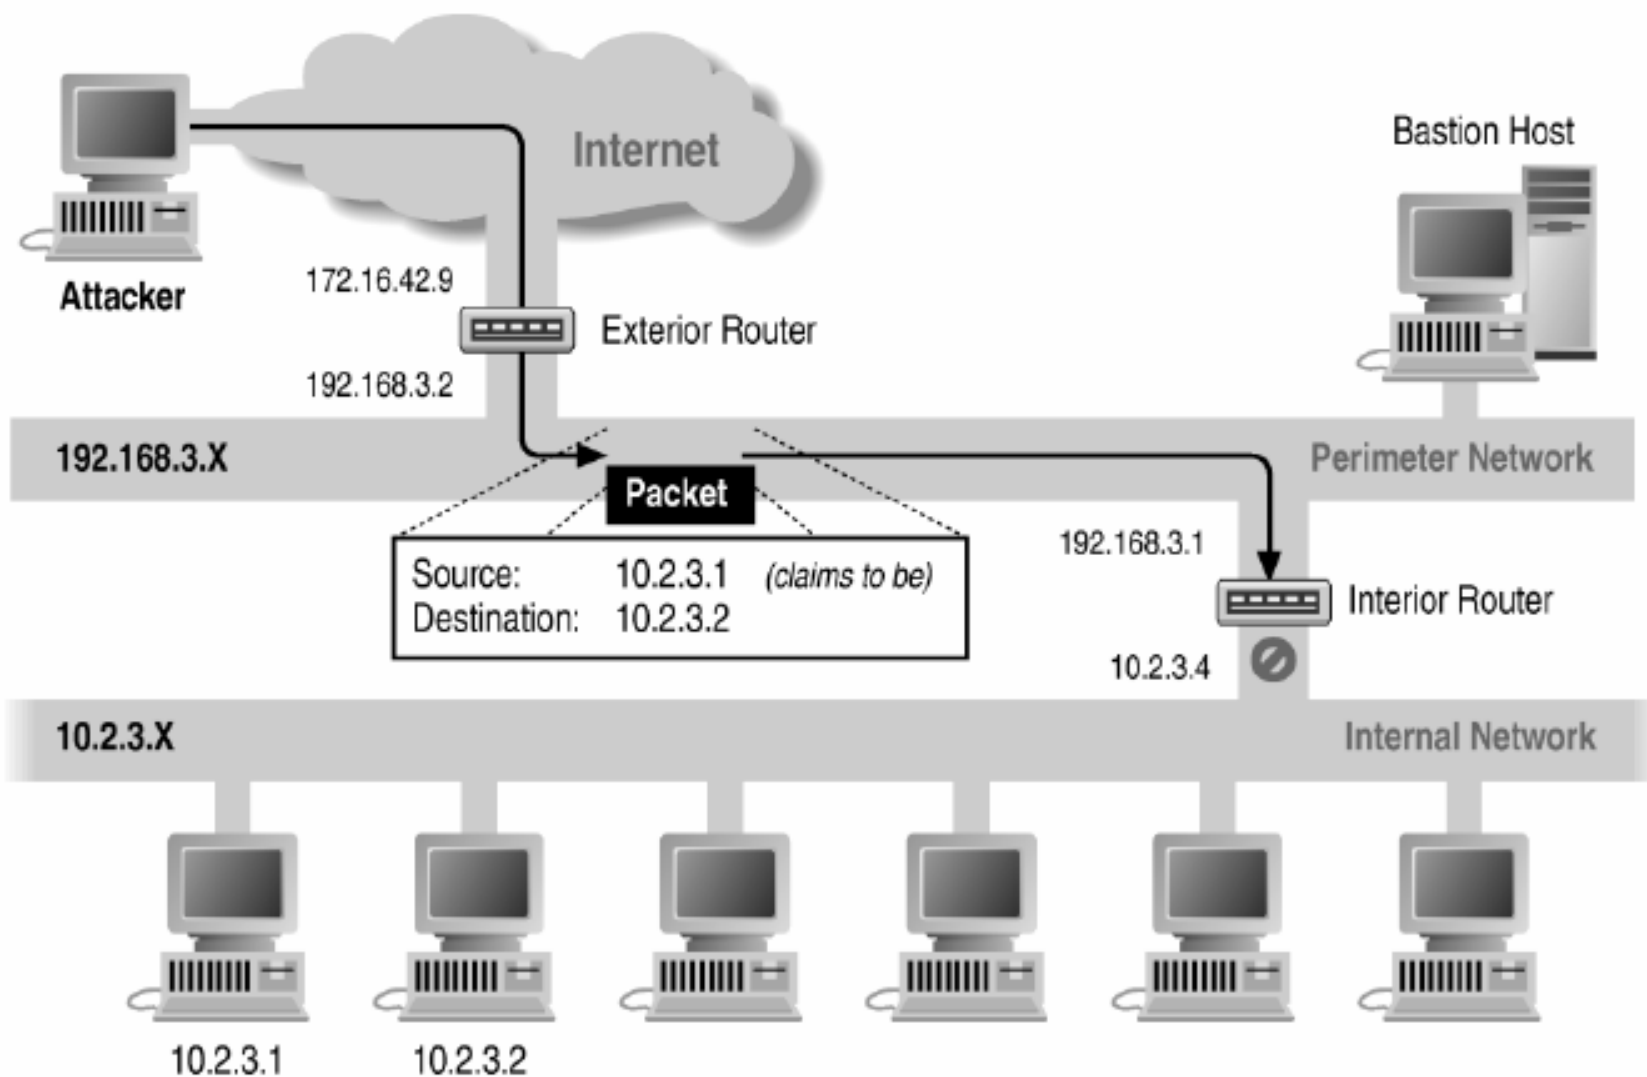 Internet
Bastion Host
Attacker
172.16.42.9
Exterior Router
192.168.3.2
192.168.3.X
Perimeter Network
Packet
Source: 10.2.3.1 (claims to be)
Destination: 10.2.3.2
192.168.3.1
Interior Router
10.2.3.4
10.2.3.X
Internal Network
10.2.3.1
10.2.3.2